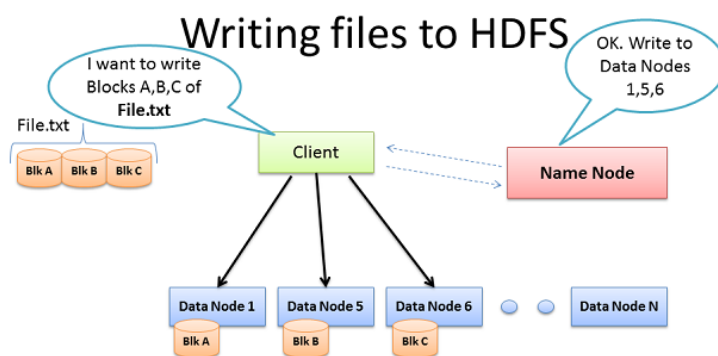 Writing files to HDFS
I want to write
Blocks A,B,C of
File.txt
OK. Write to
Data Nodes
1,5,6
File.txt
Blk A
Blk B
Blk C
Client
Name Node
Data Node 1
Data Node 5
Data Node 6
Data Node N
Blk A
Blk B
Blk C